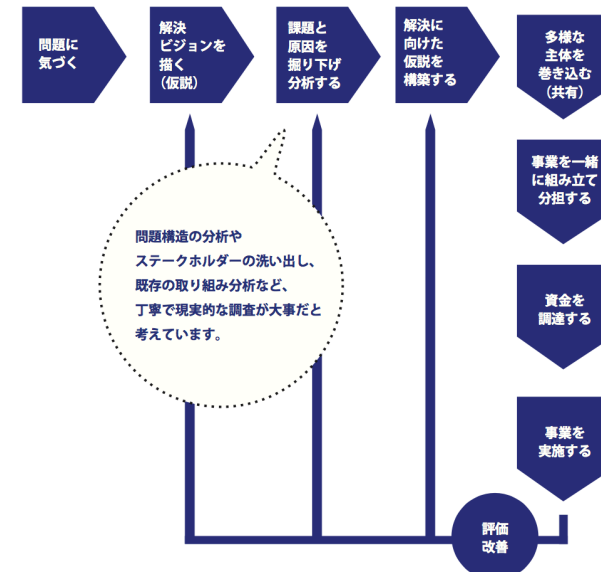 問題に
気づく
解決
ビジョンを
描く
（仮説）
課題と
原因を
掘り下げ
分析する
解決に
向けた
仮説を
構築する
多様な
主体を
巻き込む
（共有）
事業を一緒
に組み立て
分担する
資金を
調達する
事業を
実施する
評価
改善
問題構造の分析や
ステークホルダーの洗い出し、
既存の取り組み分析など、
丁寧で現実的な調査が大事だと
考えています。